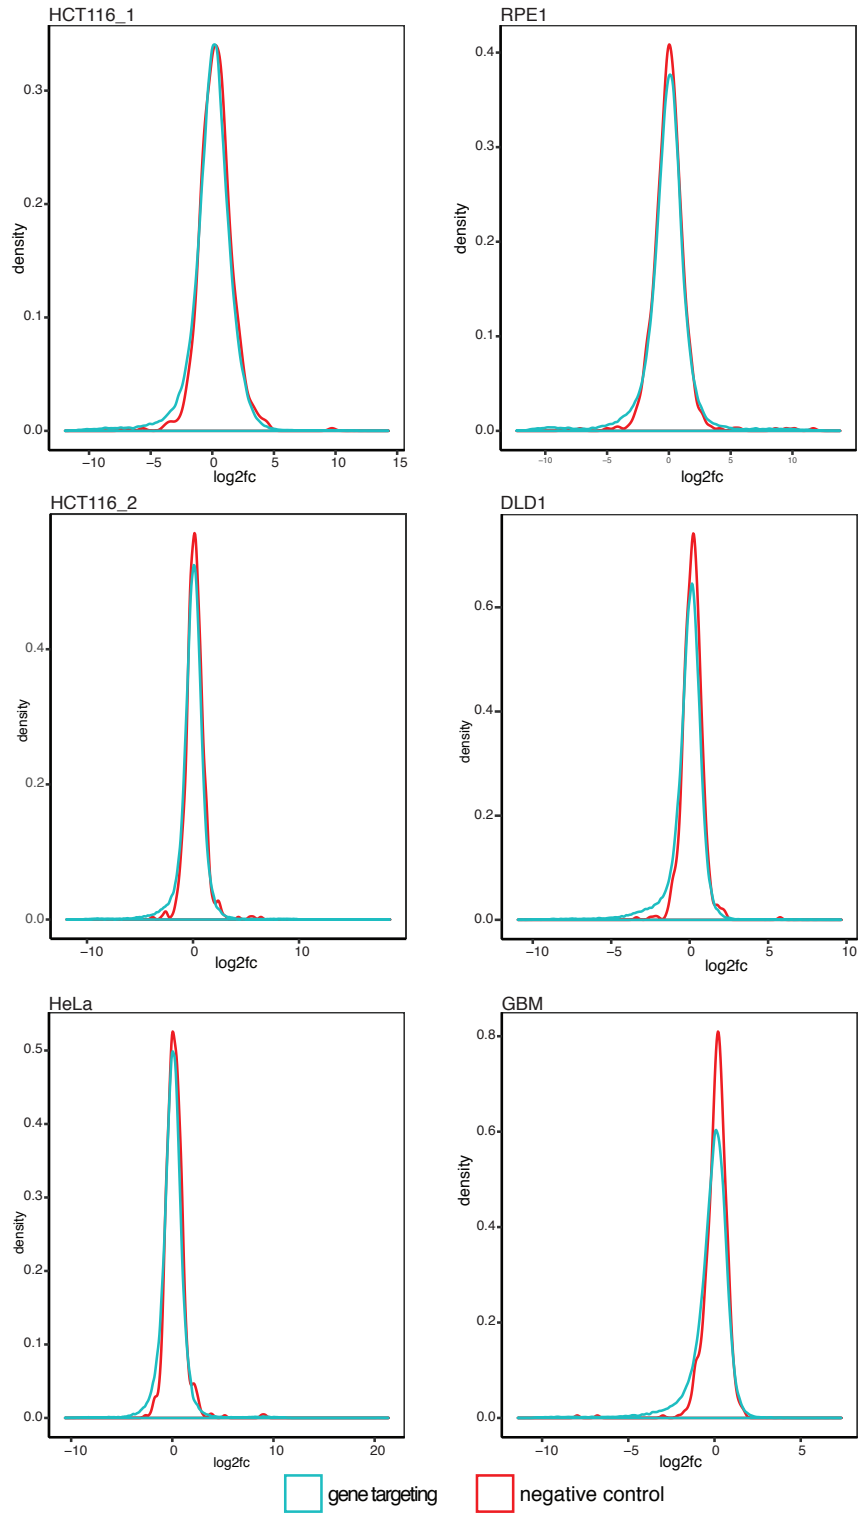 HCT116_1
0.3
0.2
0.1
0.0
density
−10 −5 0 5 10 15
log2fc
RPE1
0.4
0.3
0.2
0.1
0.0
density
−10 −5 0 5 10
log2fc
HCT116_2
0.4
0.2
0.0
density
−10 0 10
log2fc
DLD1
0.6
0.4
0.2
0.0
density
−10 −5 0 5 10
log2fc
HeLa
0.5
0.4
0.3
0.2
0.1
0.0
density
−10 0 10 20
log2fc
GBM
0.8
0.6
0.4
0.2
0.0
density
−10 −5 0 5
log2fc
gene targeting negative control